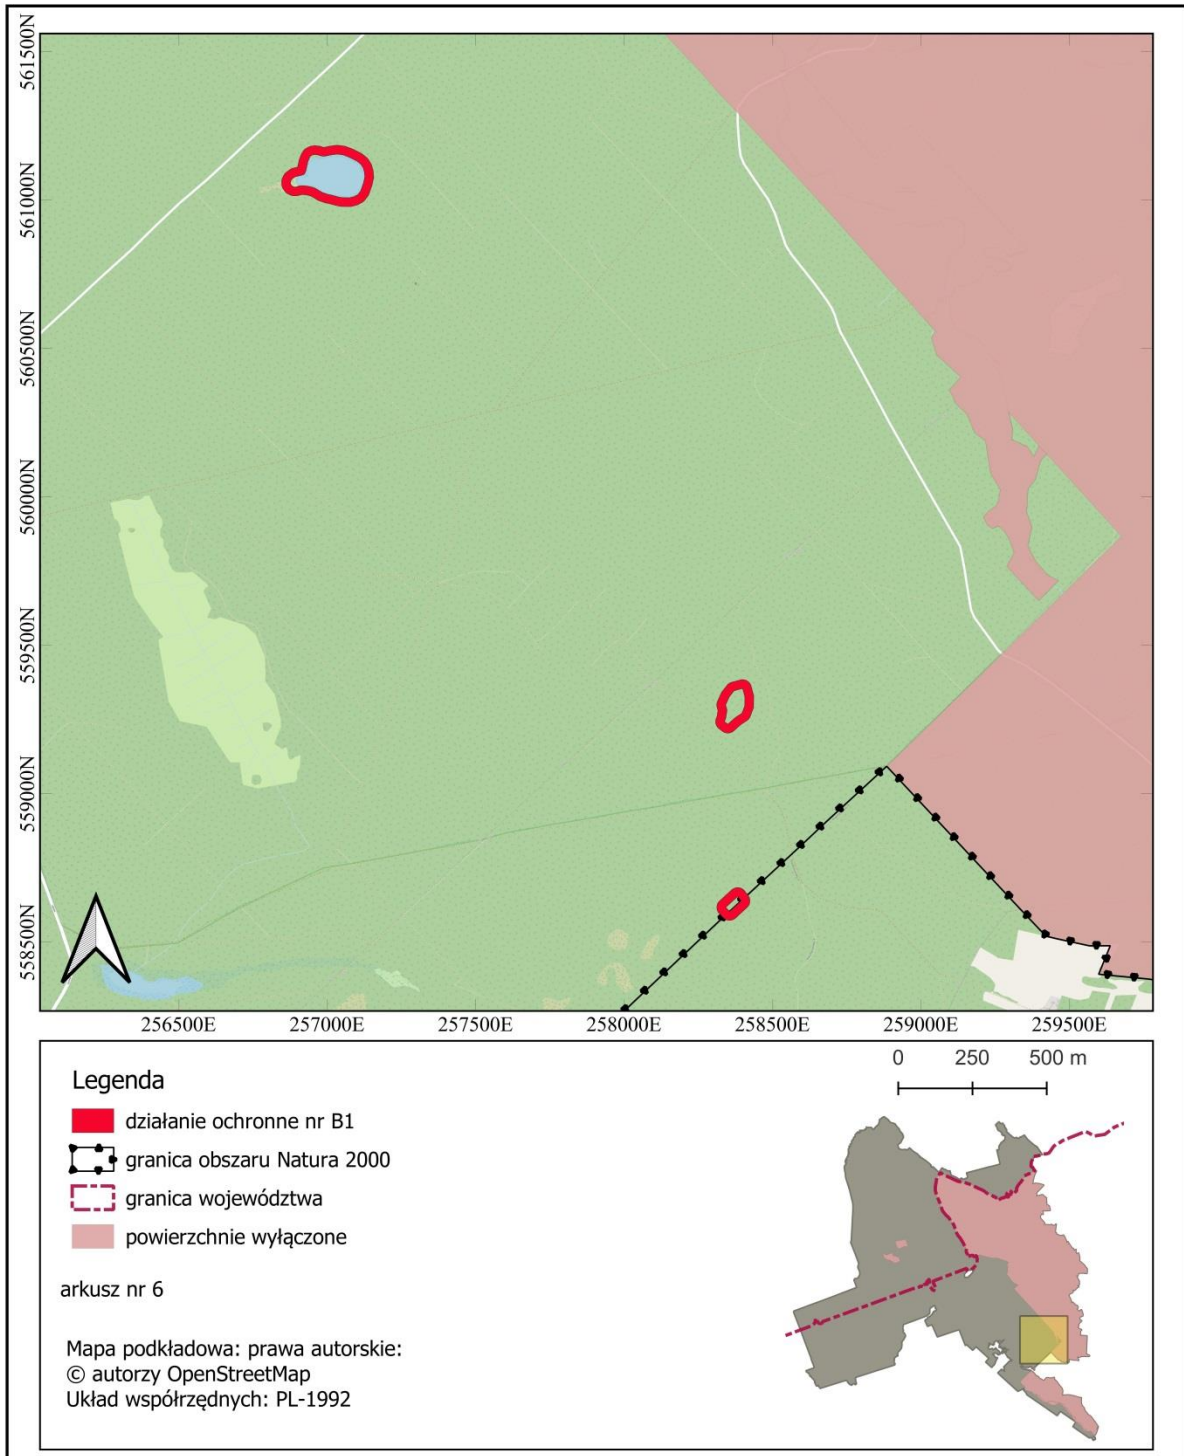 561500N
561000N
560500N
560000N
559500N
559000N
558500N
256500E
257000E
257500E
258000E
258500E
259000E
259500E
0 250 500 m
Legenda
działanie ochronne nr B1
granica obszaru Natura 2000
granica województwa
powierzchnie wyłączone
arkusz nr 6
Mapa podkładowa: prawa autorskie:
© autorzy OpenStreetMap
Układ współrzędnych: PL-1992